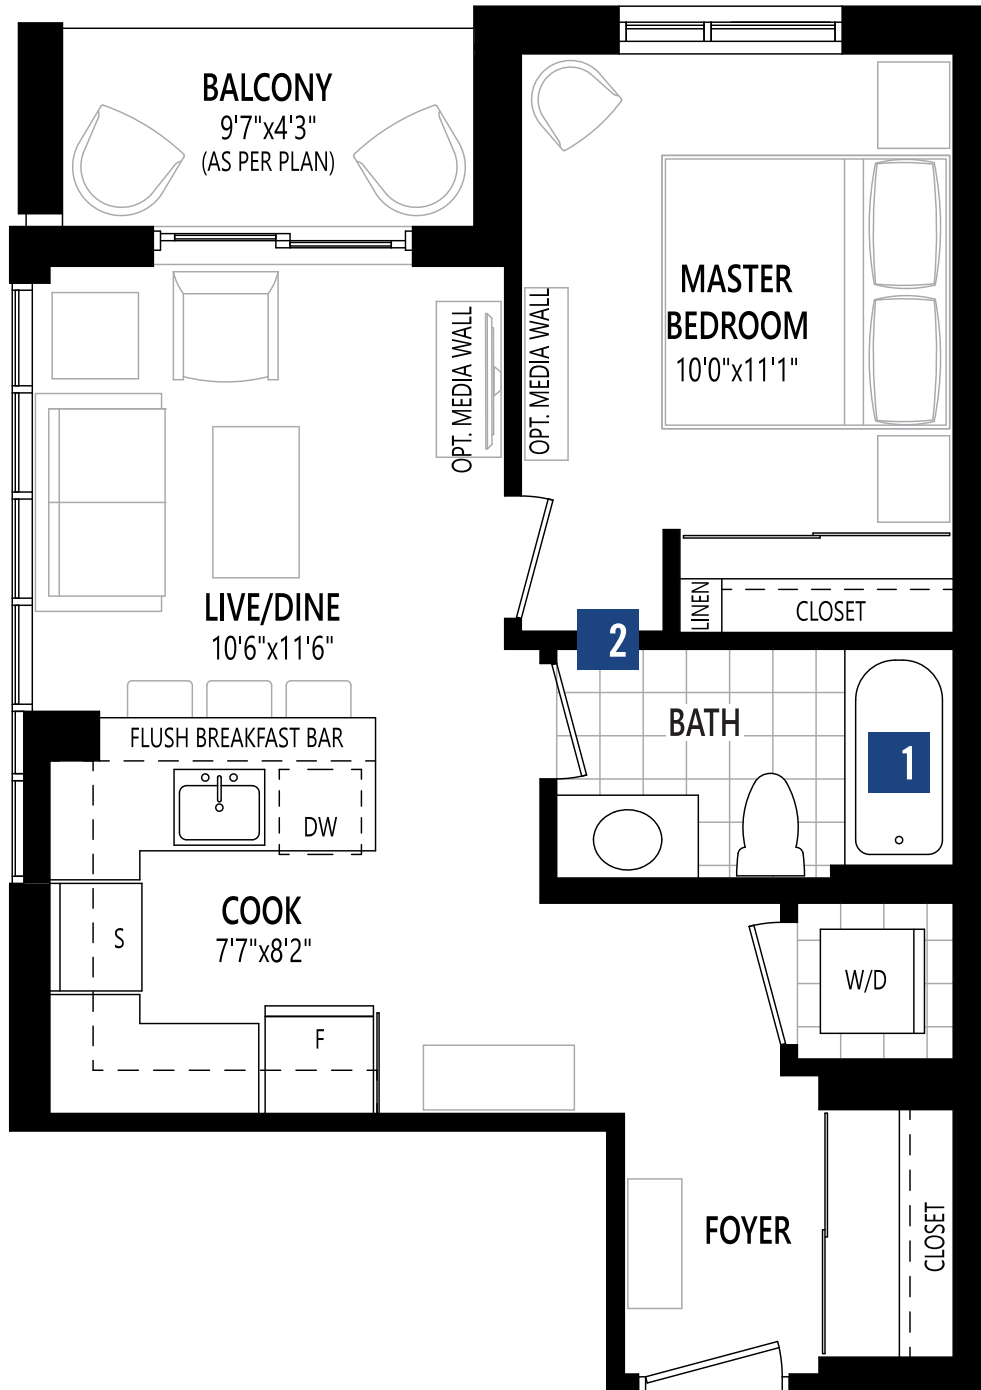 BALCONY
9'7"x4'3"
(AS PER PLAN)
MASTER
BEDROOM
10'0"x11'1"
OPT. MEDIA WALL
OPT. MEDIA WALL
LIVE/DINE
10'6"x11'6"
LINEN
CLOSET
2
BATH
1
FLUSH BREAKFAST BAR
DW
COOK
7'7"x8'2"
S
W/D
F
FOYER
CLOSET